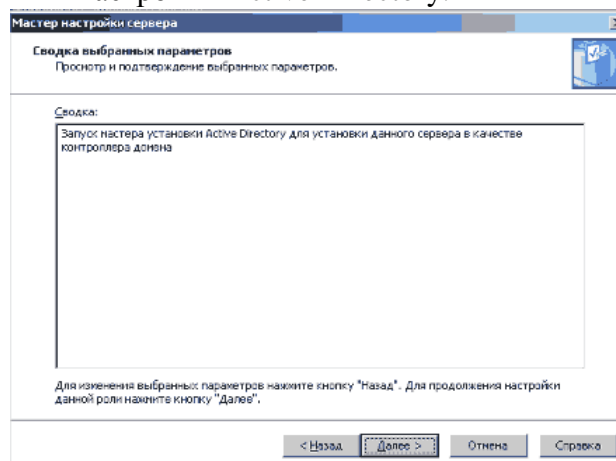 Мастер настройки сервера
Сводка выбранных параметров
Просмотр и подтверждение выбранных параметров.
Сводка:
Запуск мастера установки Active Directory для установки данного сервера в качестве
контроллера домена
Для изменения выбранных параметров нажмите кнопку "Назад". Для продолжения настройки
данной роли нажмите кнопку "Далее".
< Назад
Далее >
Отмена
Справка